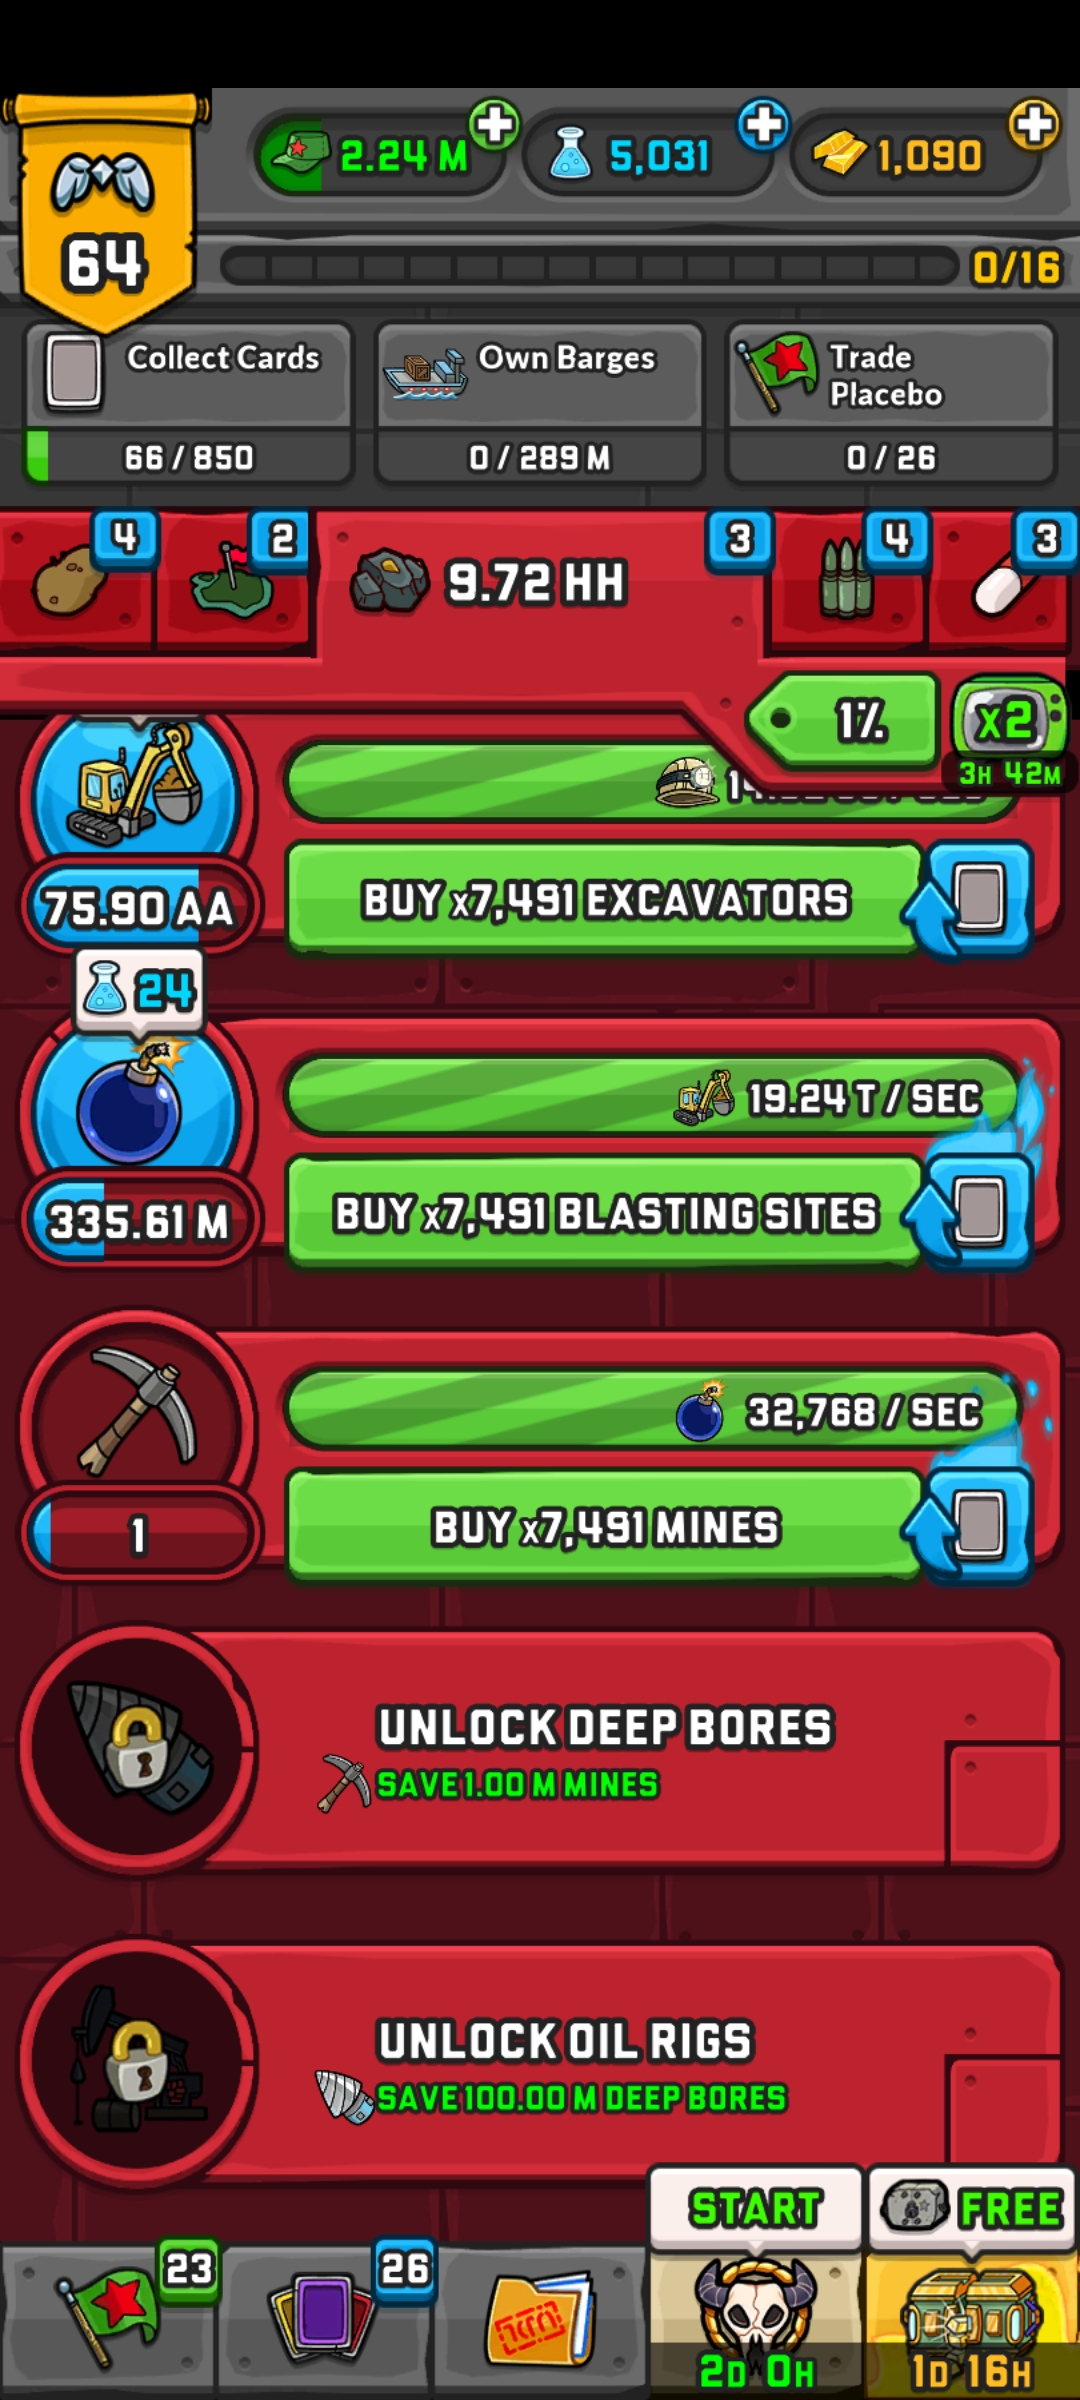 2.24 M
5,031
1,090
64
0/16
Collect Cards
Own Barges
Trade
Placebo
66 / 850
0 / 289 M
0 / 26
4
2
9.72 HH
3
4
3
1%
x2
3H 42M
75.90 AA
BUY x7,491 EXCAVATORS
24
19.24 T / SEC
335.61 M
BUY x7,491 BLASTING SITES
32,768 / SEC
1
BUY x7,491 MINES
UNLOCK DEEP BORES
SAVE 1.00 M MINES
UNLOCK OIL RIGS
SAVE 100.00 M DEEP BORES
START
FREE
23
26
2D 0H
1D 16H